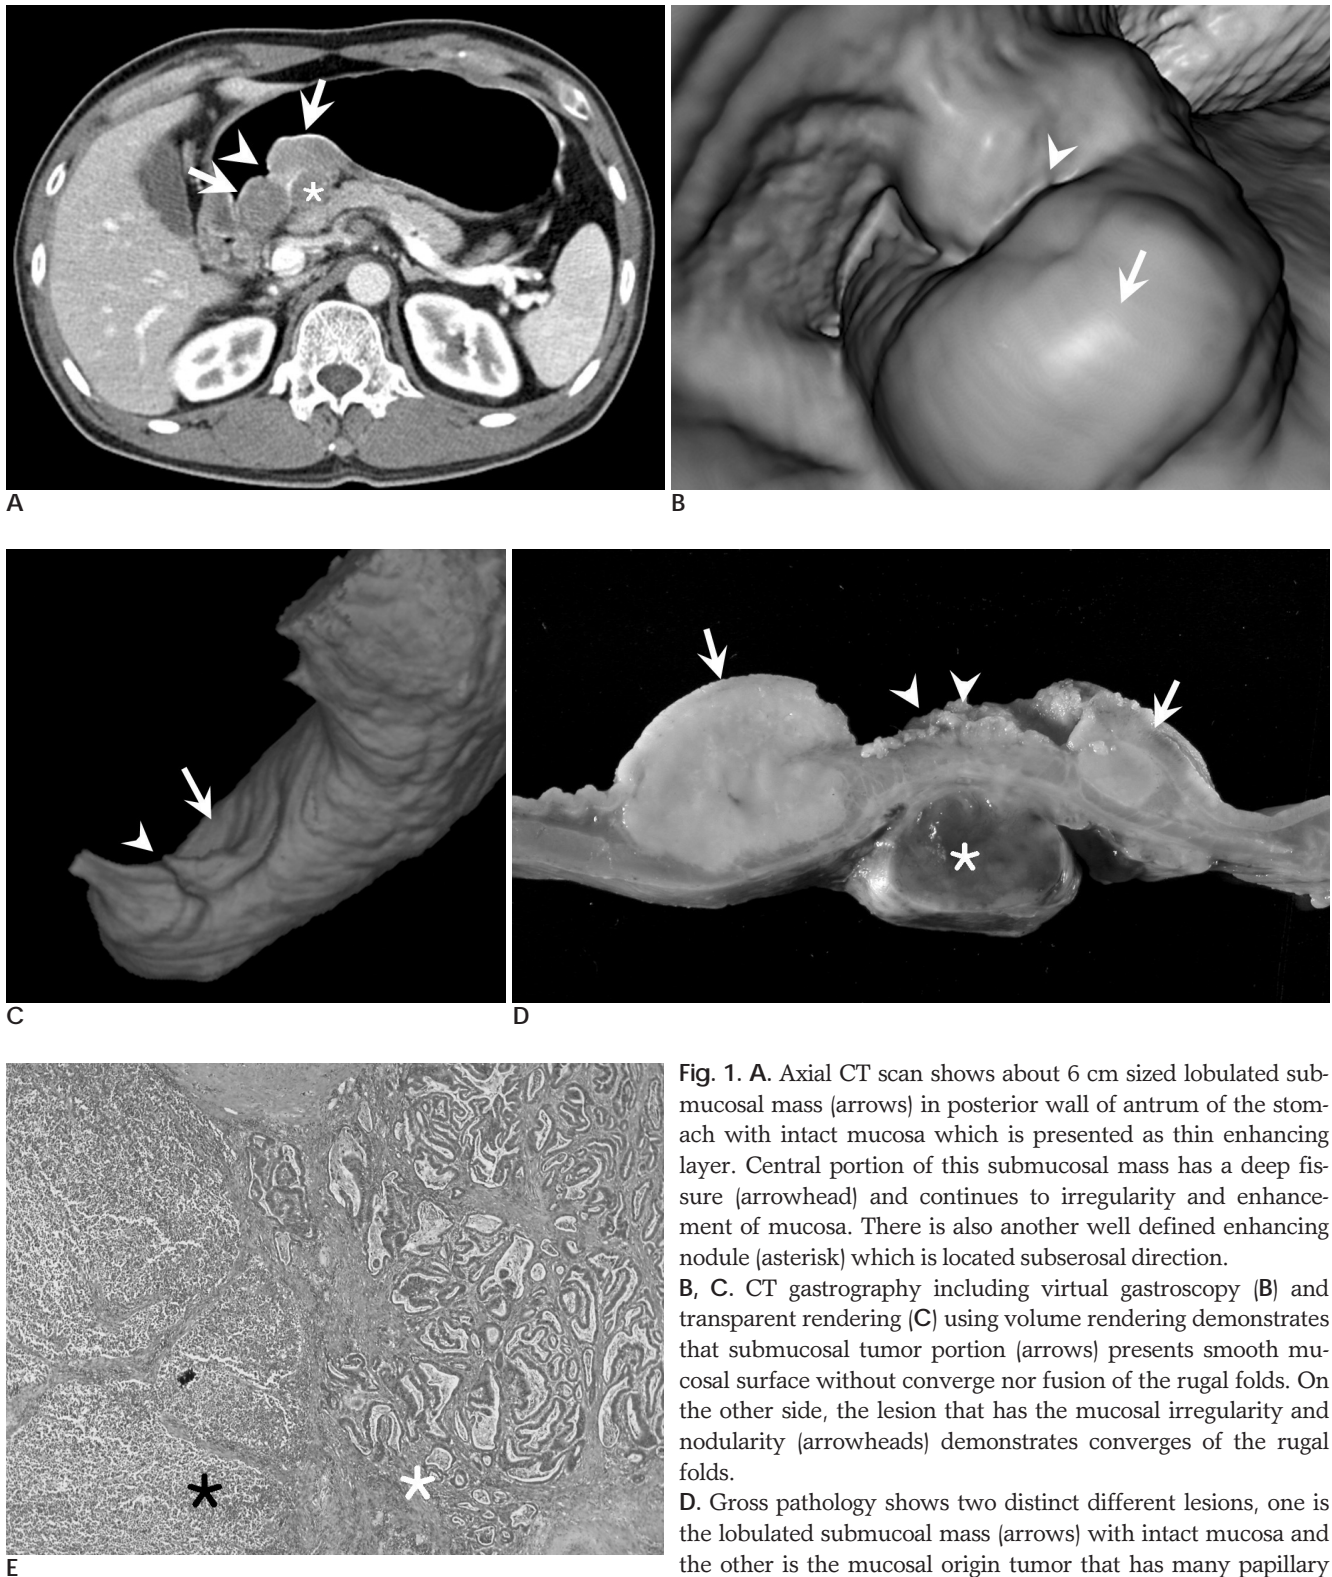 A
B
C
D
E
Fig. 1. A. Axial CT scan shows about 6 cm sized lobulated sub-
mucosal mass (arrows) in posterior wall of antrum of the stom-
ach with intact mucosa which is presented as thin enhancing
layer. Central portion of this submucosal mass has a deep fis-
sure (arrowhead) and continues to irregularity and enhance-
ment of mucosa. There is also another well defined enhancing
nodule (asterisk) which is located subserosal direction.
B, C. CT gastrography including virtual gastroscopy (B) and
transparent rendering (C) using volume rendering demonstrates
that submucosal tumor portion (arrows) presents smooth mu-
cosal surface without converge nor fusion of the rugal folds. On
the other side, the lesion that has the mucosal irregularity and
nodularity (arrowheads) demonstrates converges of the rugal
folds.
D. Gross pathology shows two distinct different lesions, one is
the lobulated submucoal mass (arrows) with intact mucosa and
the other is the mucosal origin tumor that has many papillary